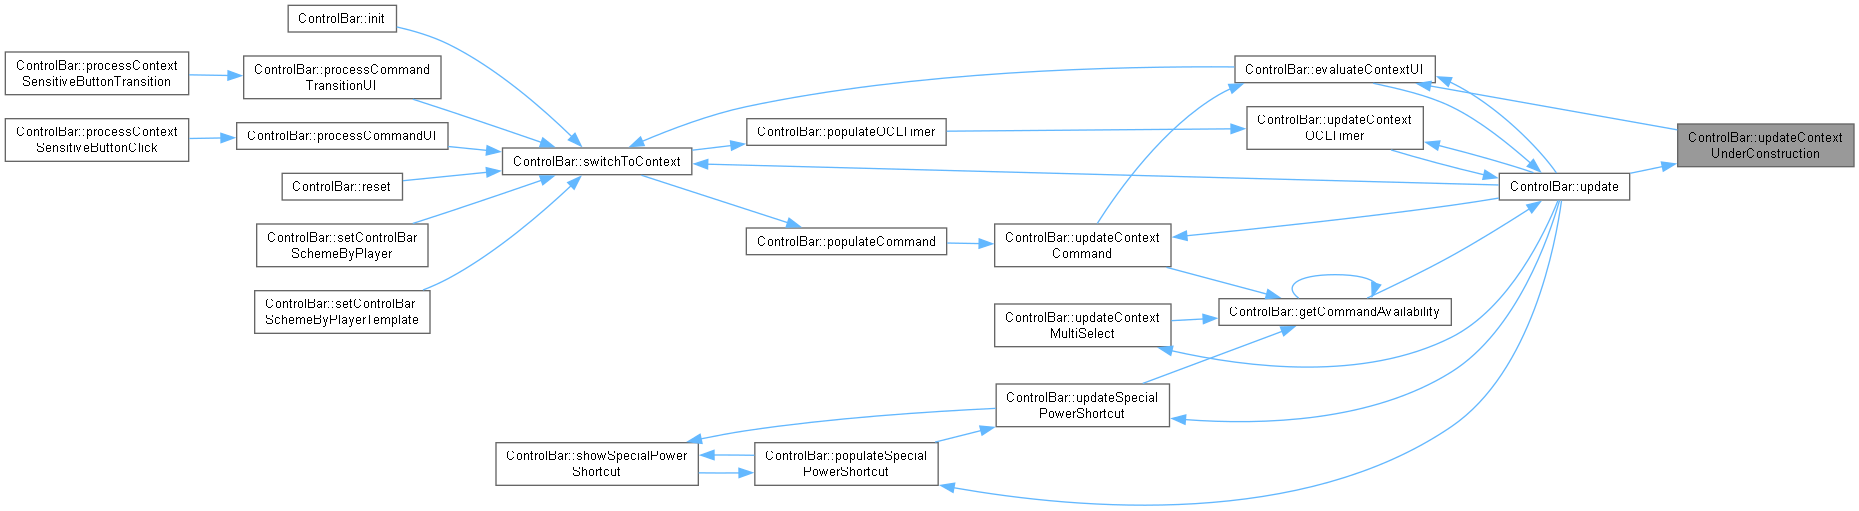 ControlBar::init
ControlBar::processContext
SensitiveButtonTransition
ControlBar::processCommand
TransitionUI
ControlBar::processContext
SensitiveButtonClick
ControlBar::processCommandUI
ControlBar::reset
ControlBar::setControlBar
SchemeByPlayer
ControlBar::setControlBar
SchemeByPlayerTemplate
ControlBar::switchToContext
ControlBar::showSpecialPower
Shortcut
ControlBar::populateOCLTimer
ControlBar::populateCommand
ControlBar::populateSpecial
PowerShortcut
ControlBar::updateContext
Command
ControlBar::updateContext
MultiSelect
ControlBar::updateSpecial
PowerShortcut
ControlBar::evaluateContextUI
ControlBar::updateContext
OCLTimer
ControlBar::getCommandAvailability
ControlBar::update
ControlBar::updateContext
UnderConstruction